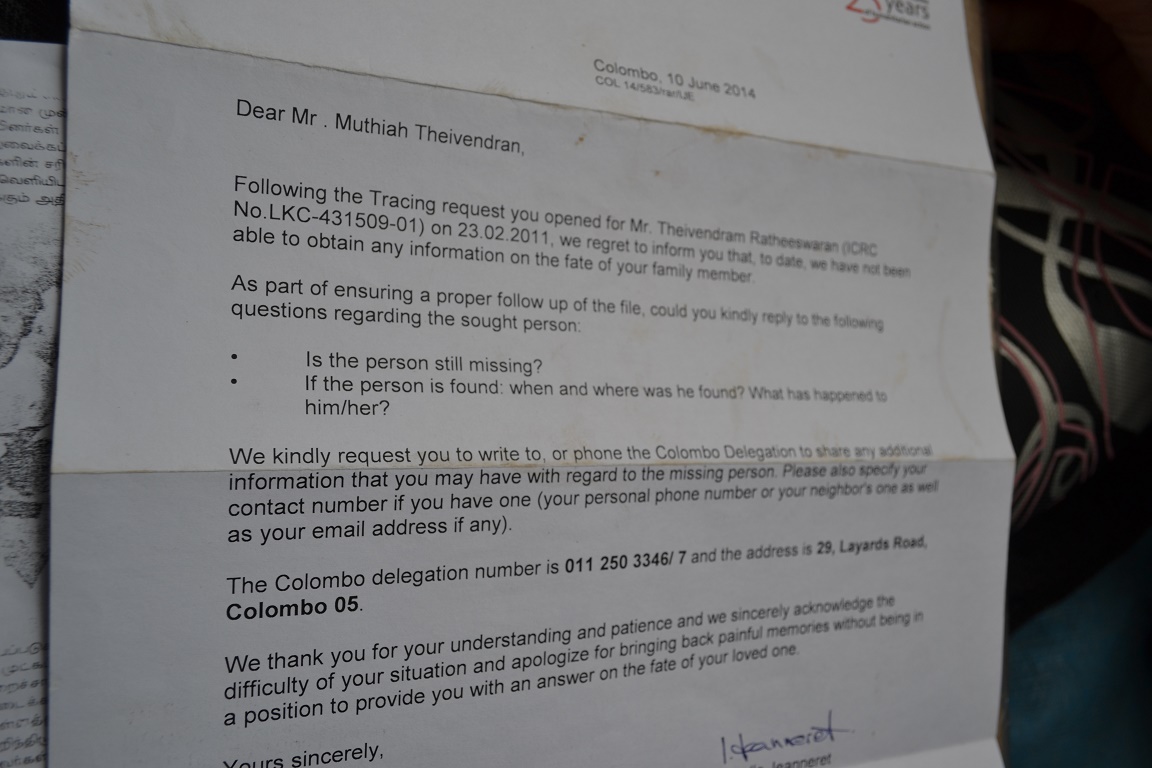 25 years
Colombo, 10 June 2014
Dear Mr . Muthiah Theivendran,
Following the Tracing request you opened for Mr. Theivendram Ratheeswaran (ICRC
No.LKC-431509-01) on 23.02.2011, we regret to inform you that, to date, we have not been
able to obtain any information on the fate of your family member.
As part of ensuring a proper follow up of the file, could you kindly reply to the following
questions regarding the sought person:
• Is the person still missing?
• If the person is found: when and where was he found? What has happened to
him/her?
We kindly request you to write to, or phone the Colombo Delegation to share any additional
information that you may have with regard to the missing person. Please also specify your
contact number if you have one (your personal phone number or your neighbor's one as well
as your email address if any).
The Colombo delegation number is 011 250 3346/ 7 and the address is 29, Layards Road,
Colombo 05.
We thank you for your understanding and patience and we sincerely acknowledge the
difficulty of your situation and apologize for bringing back painful memories without being in
a position to provide you with an answer on the fate of your loved one.
Yours sincerely,
Jeanneret